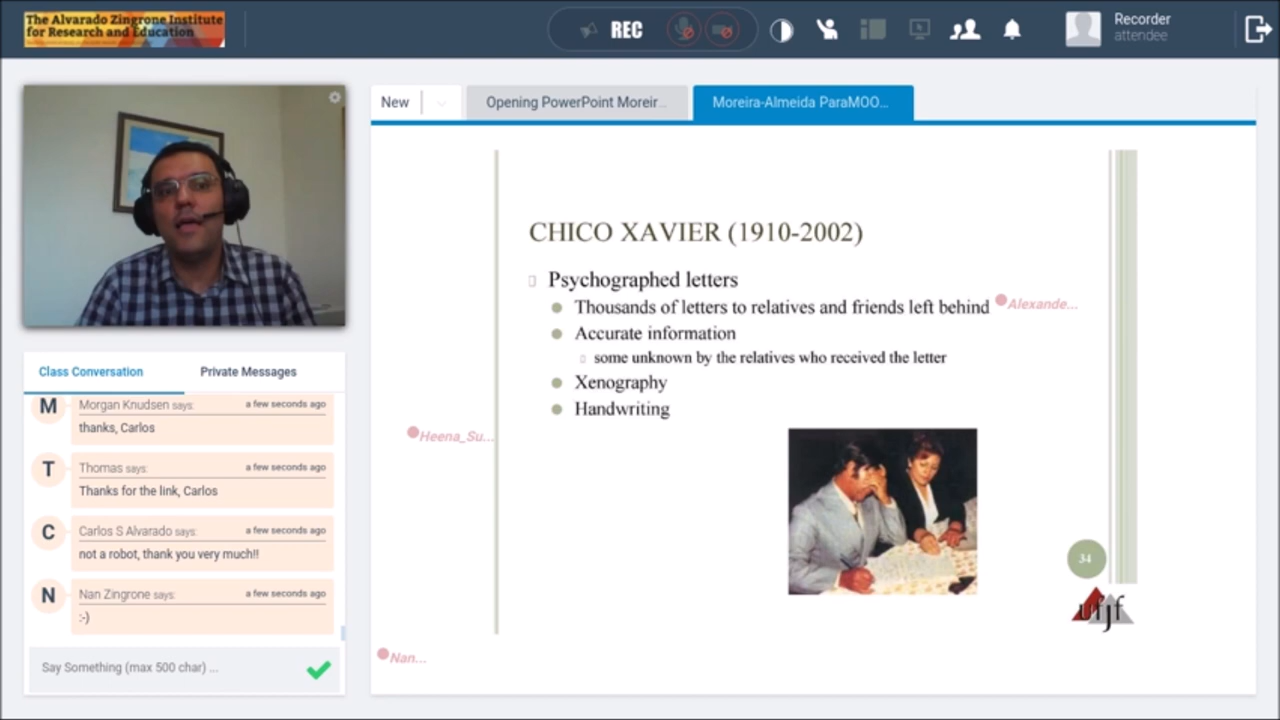 The Alvarado Zingrone Institute
for Research and Education
REC
Recorder
attendee
New
Opening PowerPoint Moreir...
Moreira-Almeida ParaMOO...
CHICO XAVIER (1910-2002)
Psychographed letters
Thousands of letters to relatives and friends left behind
Alexande...
Accurate information
some unknown by the relatives who received the letter
Xenography
Handwriting
Heena_Su...
34
ufjf
Nan...
Class Conversation
Private Messages
M
Morgan Knudsen says:
a few seconds ago
thanks, Carlos
T
Thomas says:
a few seconds ago
Thanks for the link, Carlos
C
Carlos S Alvarado says:
a few seconds ago
not a robot, thank you very much!!
N
Nan Zingrone says:
a few seconds ago
:-)
Say Something (max 500 char) ...